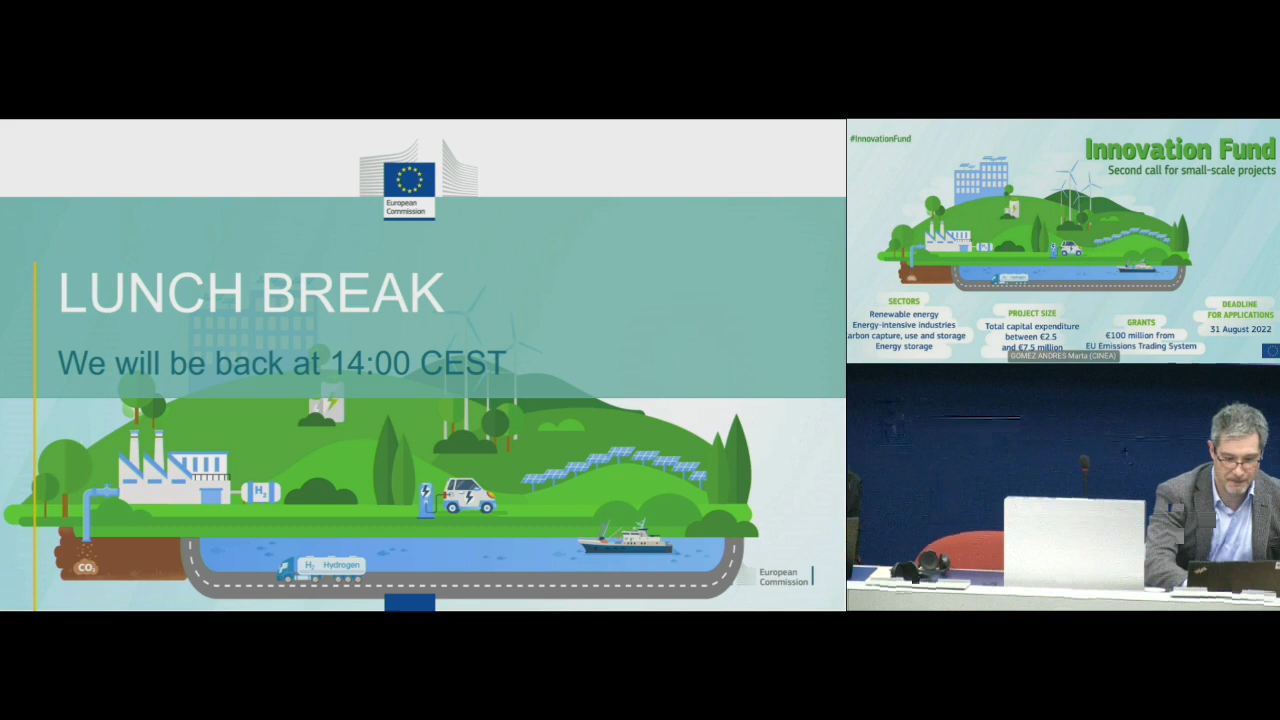 European
Commission
LUNCH BREAK
We will be back at 14:00 CEST
H₂
CO₂
H₂ Hydrogen
European
Commission
#InnovationFund
Innovation Fund
Second call for small-scale projects
SECTORS
Renewable energy
Energy-intensive industries
arbon capture, use and storage
Energy storage
PROJECT SIZE
Total capital expenditure
between €2.5
and €7.5 million
GRANTS
€100 million from
EU Emissions Trading System
DEADLINE
FOR APPLICATIONS
31 August 2022
GOMEZ ANDRES Marta (CINEA)